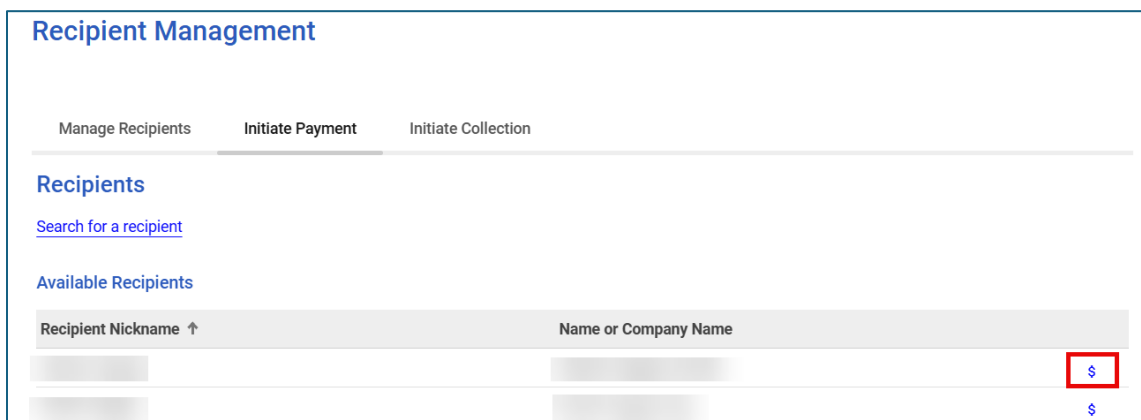 Recipient Management
Manage Recipients Initiate Payment Initiate Collection
Recipients
Search for a recipient
Available Recipients
Recipient Nickname ↑ Name or Company Name
$
$